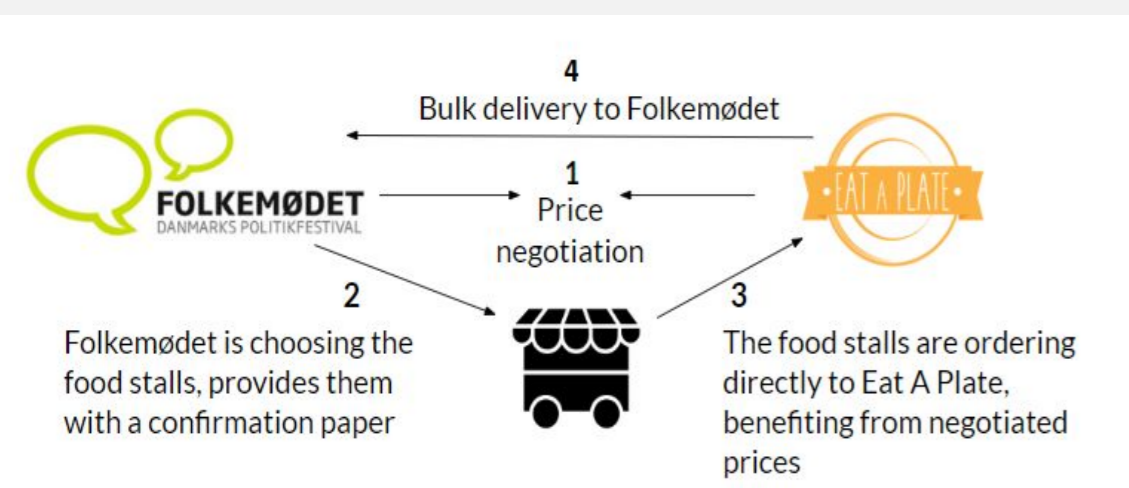 4
Bulk delivery to Folkemødet
FOLKEMØDET
DANMARKS POLITIKFESTIVAL
1
Price
negotiation
EAT A PLATE
2
Folkemødet is choosing the
food stalls, provides them
with a confirmation paper
3
The food stalls are ordering
directly to Eat A Plate,
benefiting from negotiated
prices